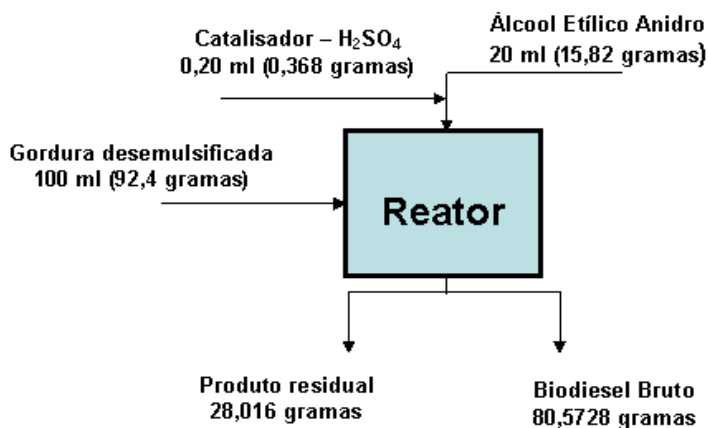 Catalisador – H₂SO₄
0,20 ml (0,368 gramas)
Álcool Etílico Anidro
20 ml (15,82 gramas)
Gordura desemulsificada
100 ml (92,4 gramas)
Reator
Produto residual
28,016 gramas
Biodiesel Bruto
80,5728 gramas